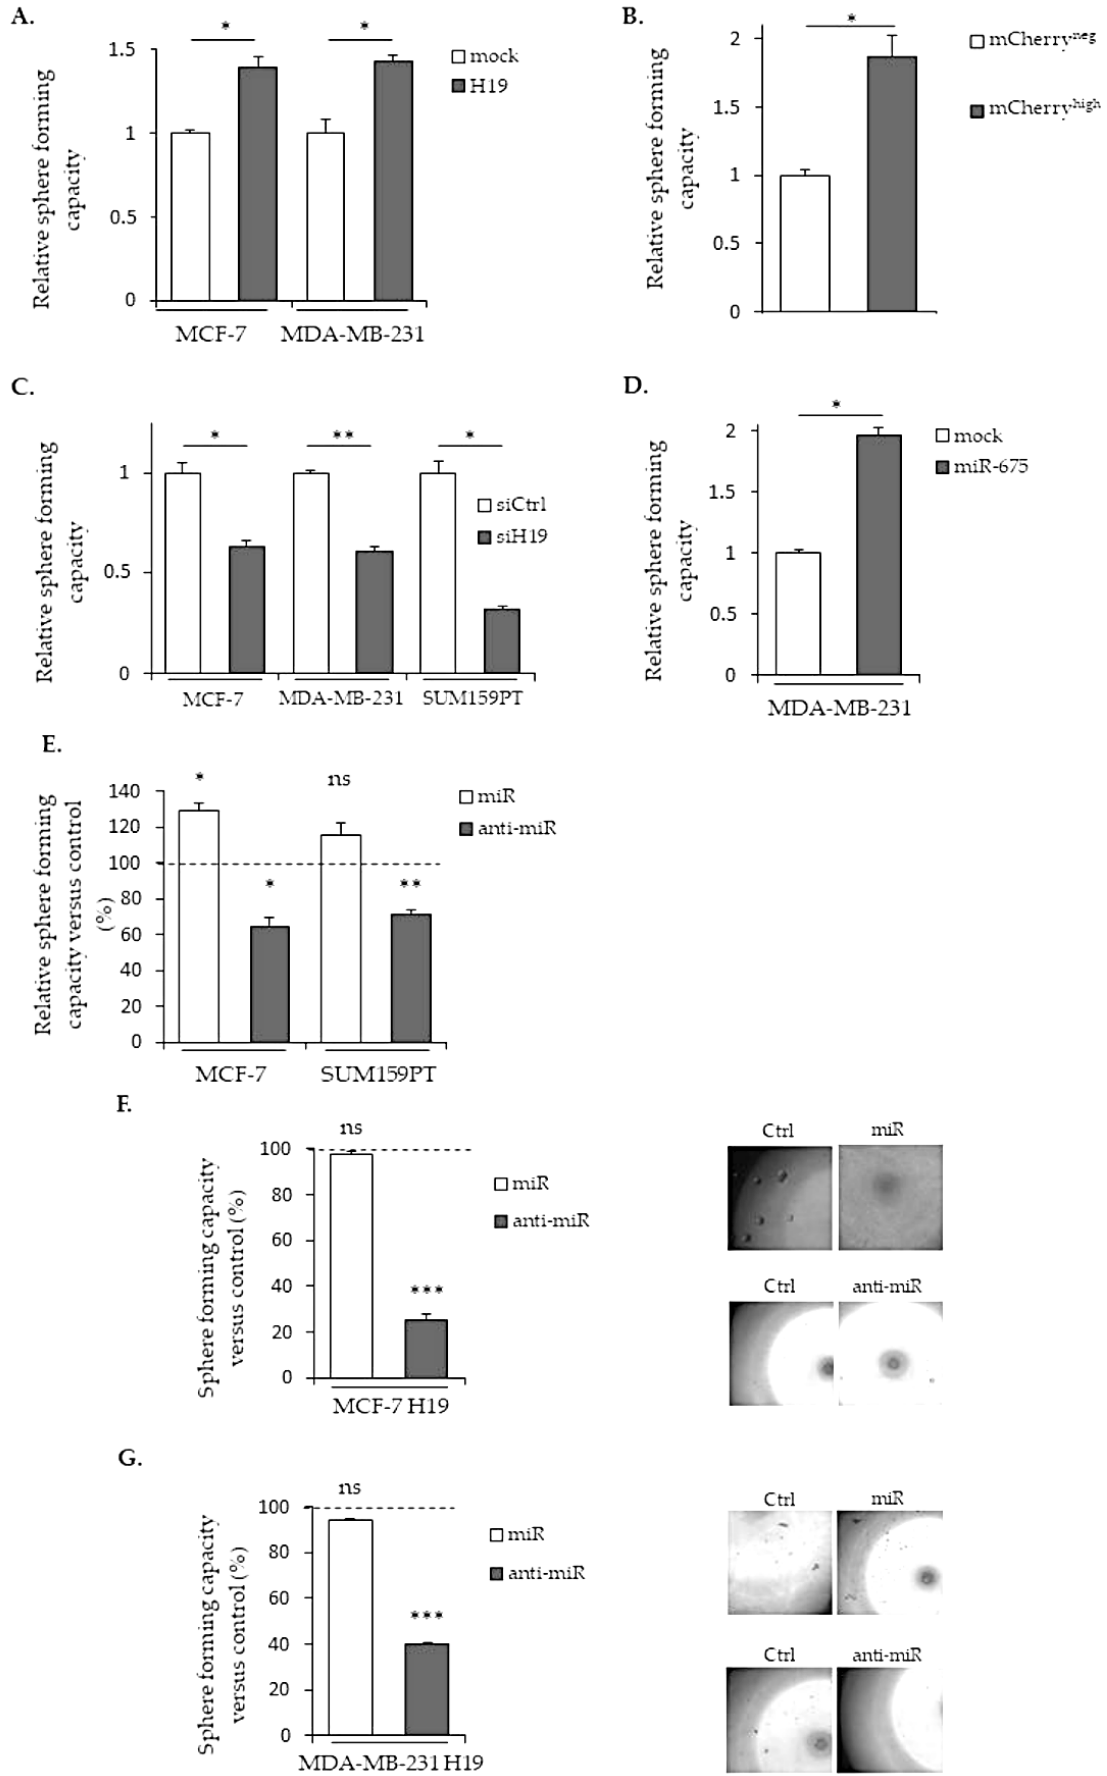 A.
*
*
1.5
1
0.5
0
Relative sphere forming
capacity
mock
H19
MCF-7
MDA-MB-231
B.
*
2
1.5
1
0.5
0
Relative sphere forming
capacity
mCherryneg
mCherryhigh
C.
*
**
*
1
0.5
0
Relative sphere forming
capacity
siCtrl
siH19
MCF-7
MDA-MB-231
SUM159PT
D.
*
2
1.5
1
0.5
0
Relative sphere forming
capacity
mock
miR-675
MDA-MB-231
E.
*
ns
*
**
140
120
100
80
60
40
20
0
Relative sphere forming
capacity versus control
(%)
miR
anti-miR
MCF-7
SUM159PT
F.
ns
***
100
80
60
40
20
0
Sphere forming capacity
versus control (%)
miR
anti-miR
MCF-7 H19
Ctrl
miR
Ctrl
anti-miR
G.
ns
***
100
80
60
40
20
0
Sphere forming capacity
versus control (%)
miR
anti-miR
MDA-MB-231 H19
Ctrl
miR
Ctrl
anti-miR